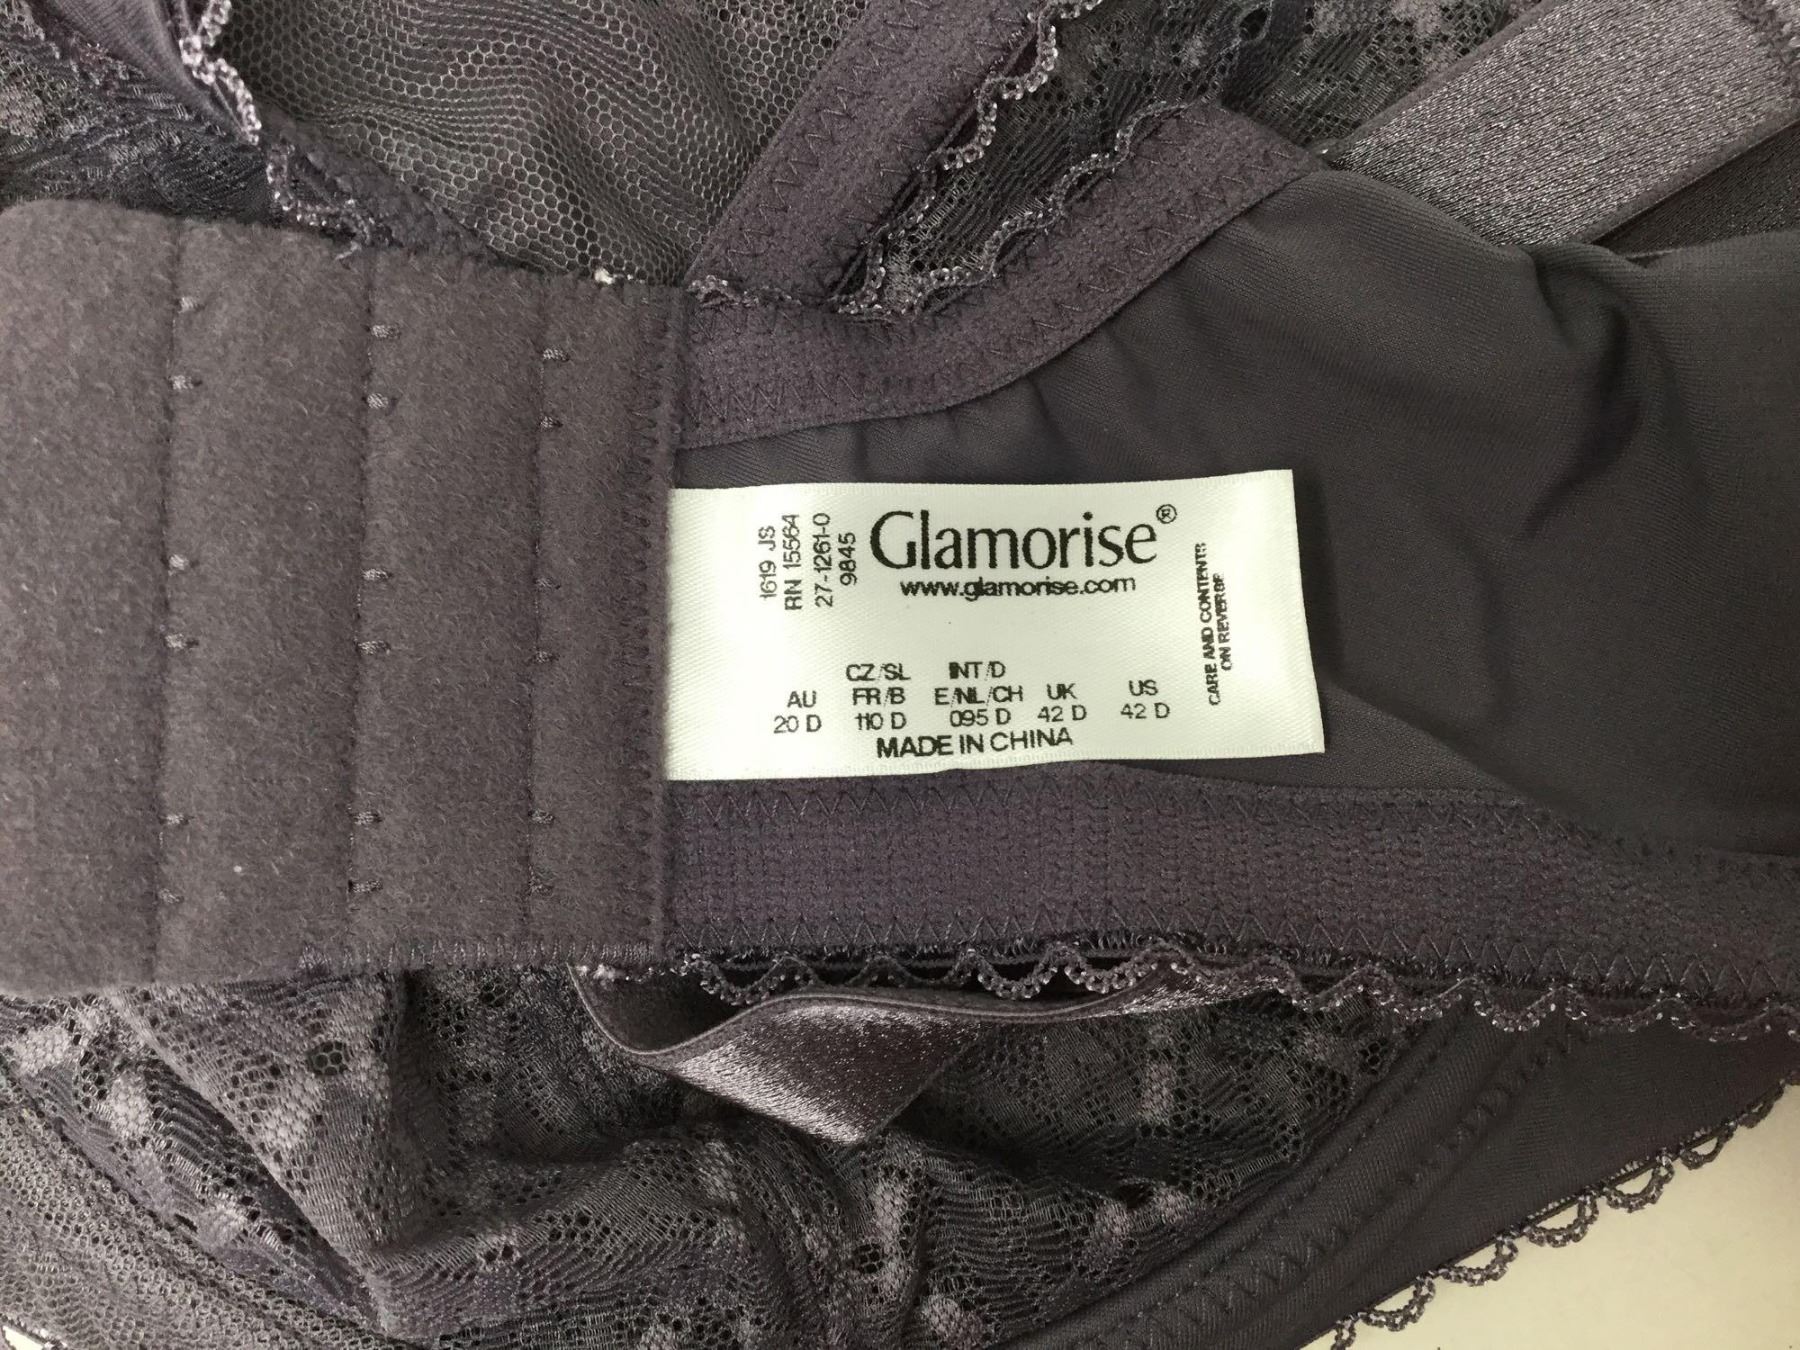 1619 JS
RN 15564
27-1261-0
9845
Glamorise®
www.glamorise.com
CARE AND CONTENTS
ON REVERSE
CZ/SL INT/D
AU FR/B E/NL/CH UK US
20 D 110 D 095 D 42 D 42 D
MADE IN CHINA